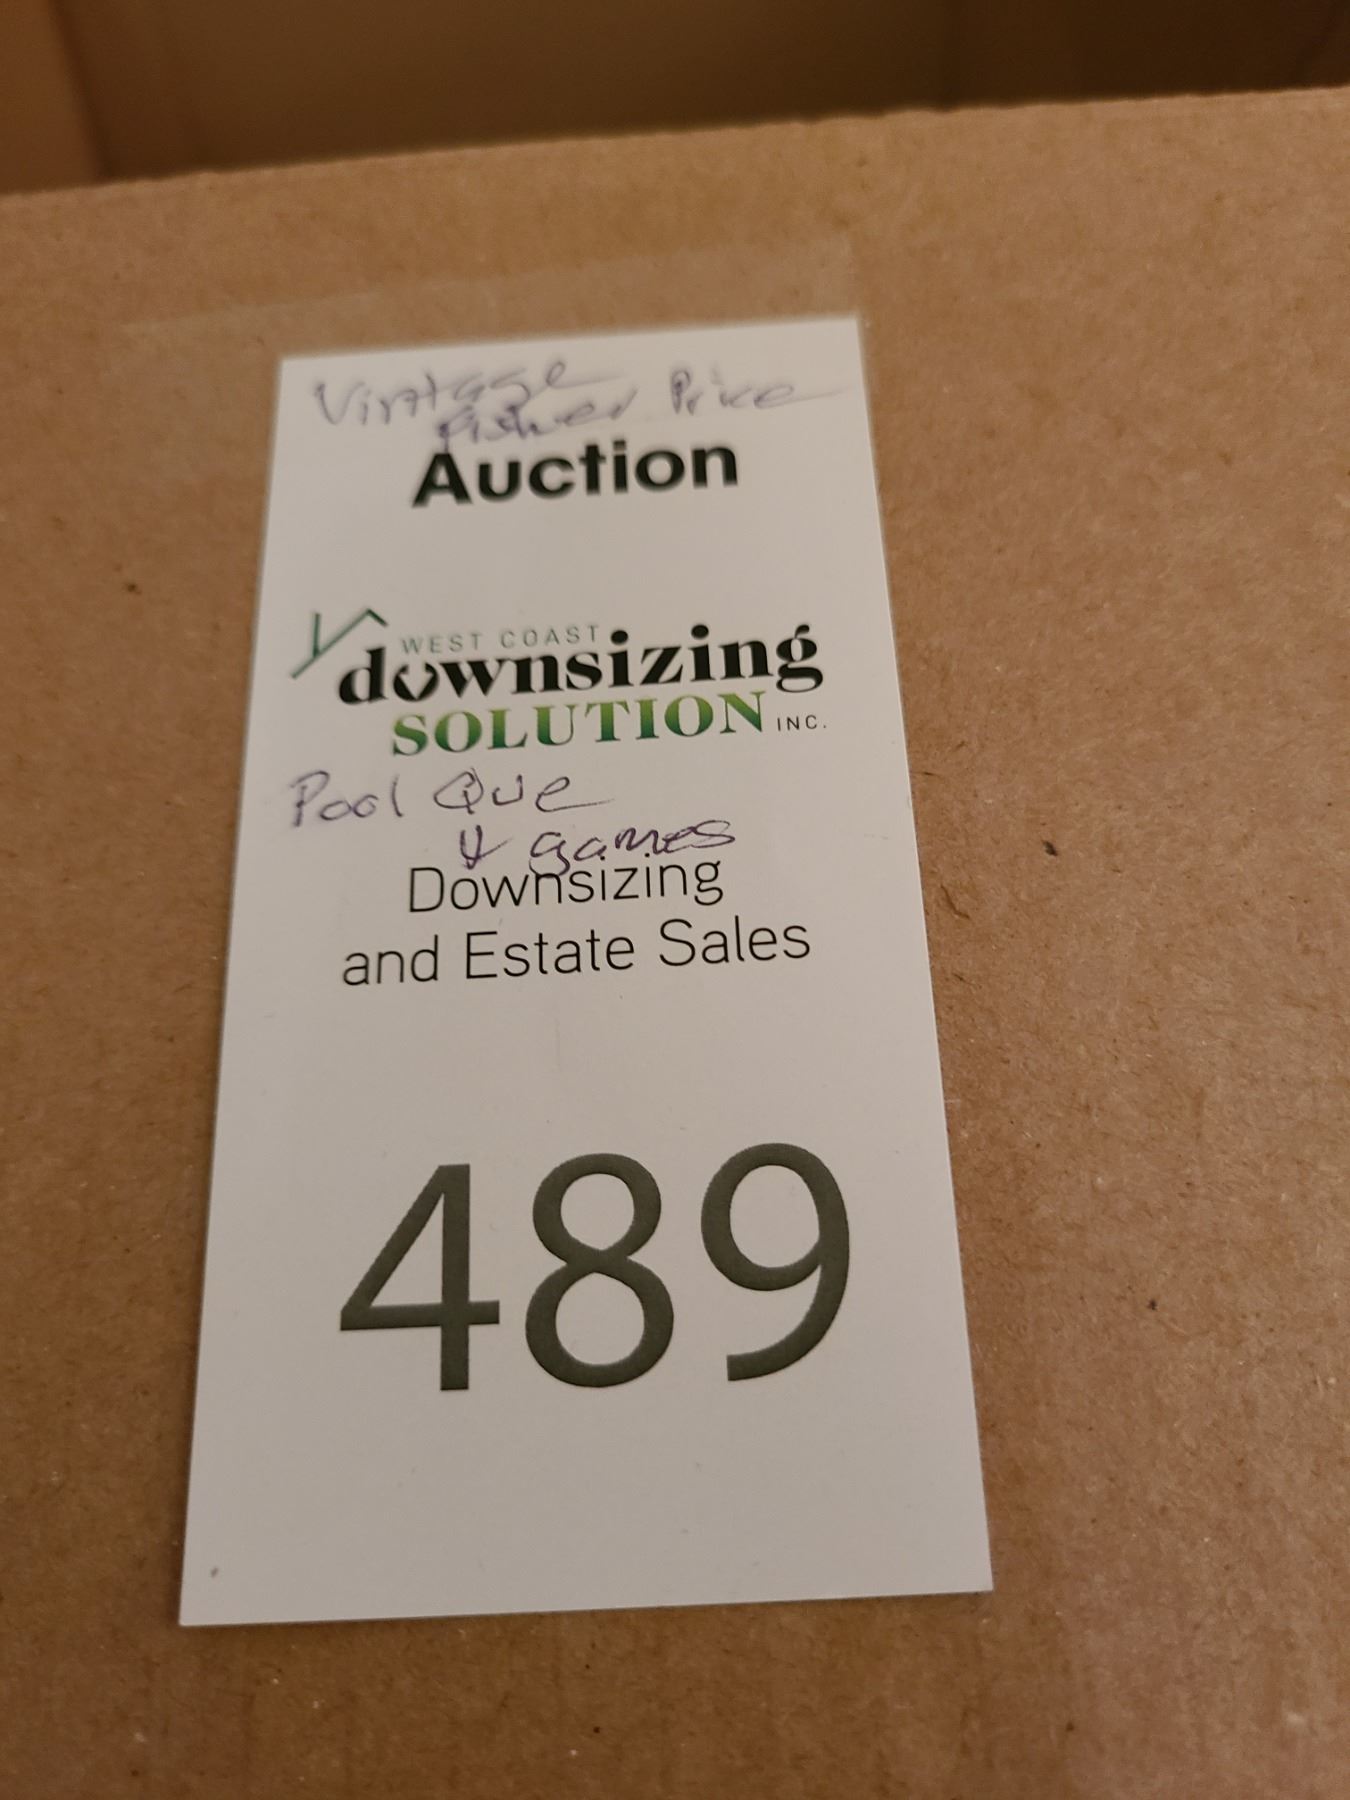 Vintage
Fisher Price
Auction
WEST COAST
downsizing
SOLUTION INC.
Pool Que
& games
Downsizing
and Estate Sales
489